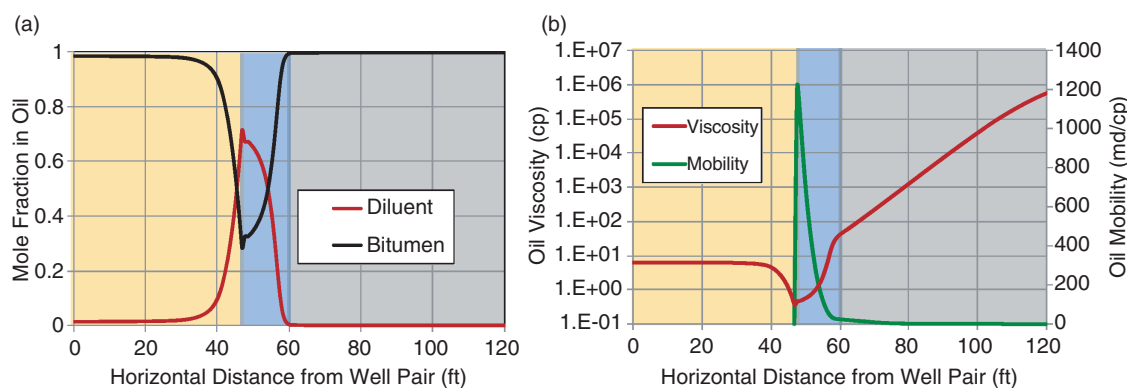 (a)
Mole Fraction in Oil
1
0.8
0.6
0.4
0.2
0
Diluent
Bitumen
0 20 40 60 80 100 120
Horizontal Distance from Well Pair (ft)
(b)
Oil Viscosity (cp)
1.E+07
1.E+06
1.E+05
1.E+04
1.E+03
1.E+02
1.E+01
1.E+00
1.E-01
Viscosity
Mobility
1400
1200
1000
800
600
400
200
0
Oil Mobility (md/cp)
0 20 40 60 80 100 120
Horizontal Distance from Well Pair (ft)